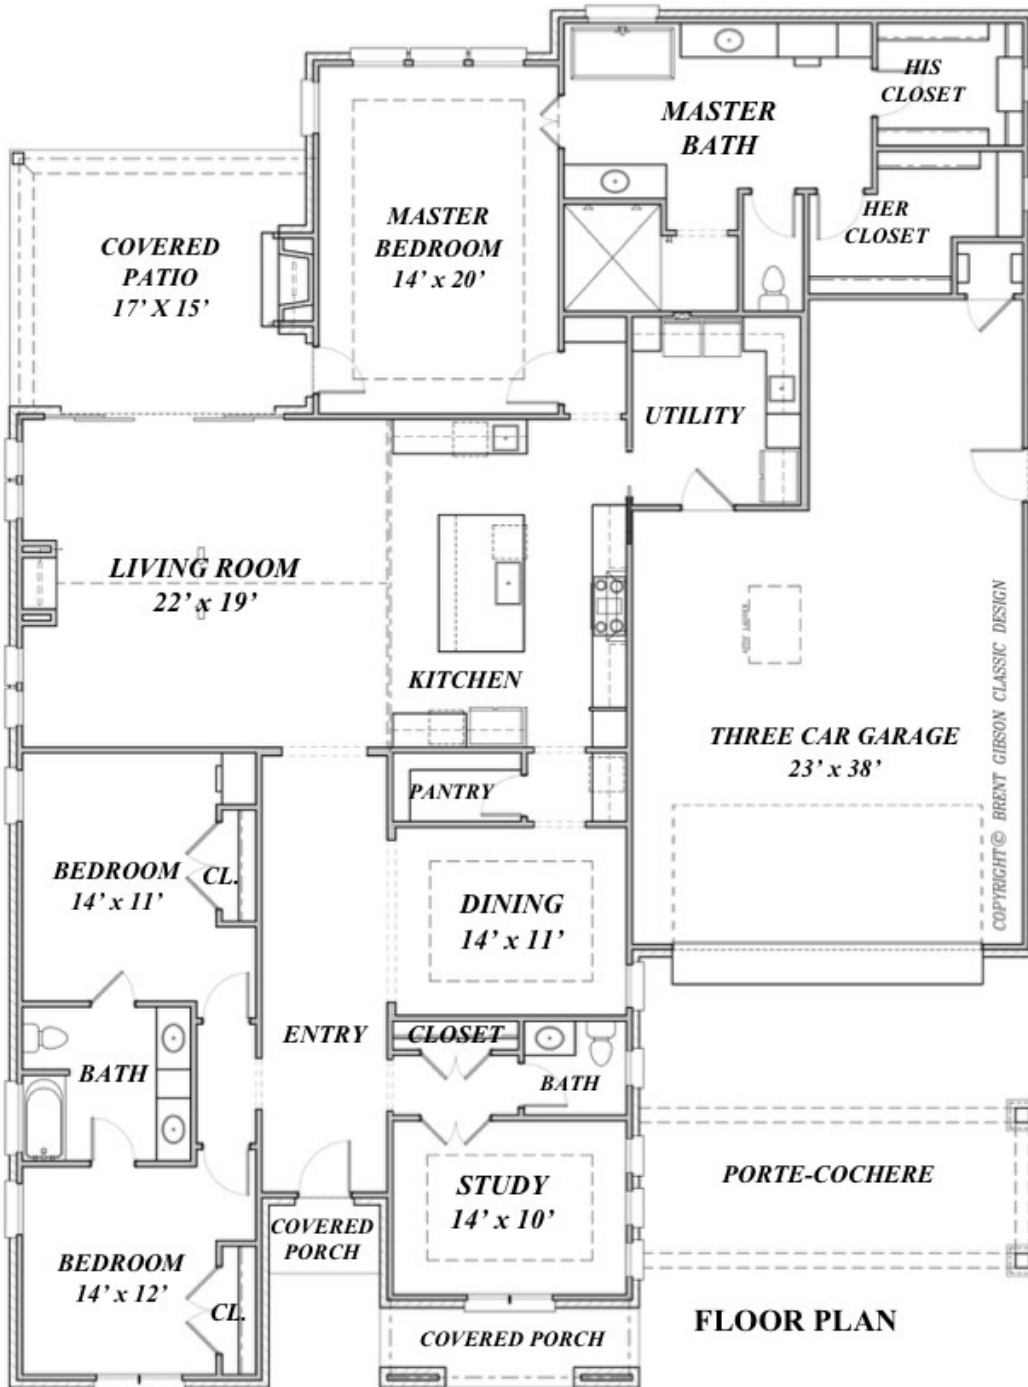 HIS
CLOSET
MASTER
BATH
HER
CLOSET
MASTER
BEDROOM
14' x 20'
COVERED
PATIO
17' X 15'
UTILITY
LIVING ROOM
22' x 19'
KITCHEN
ATTIC LADDER
THREE CAR GARAGE
23' x 38'
COPYRIGHT© BRENT GIBSON CLASSIC DESIGN
PANTRY
BEDROOM
14' x 11'
CL.
DINING
14' x 11'
ENTRY
CLOSET
BATH
BATH
STUDY
14' x 10'
PORTE-COCHERE
COVERED
PORCH
BEDROOM
14' x 12'
CL.
COVERED PORCH
FLOOR PLAN